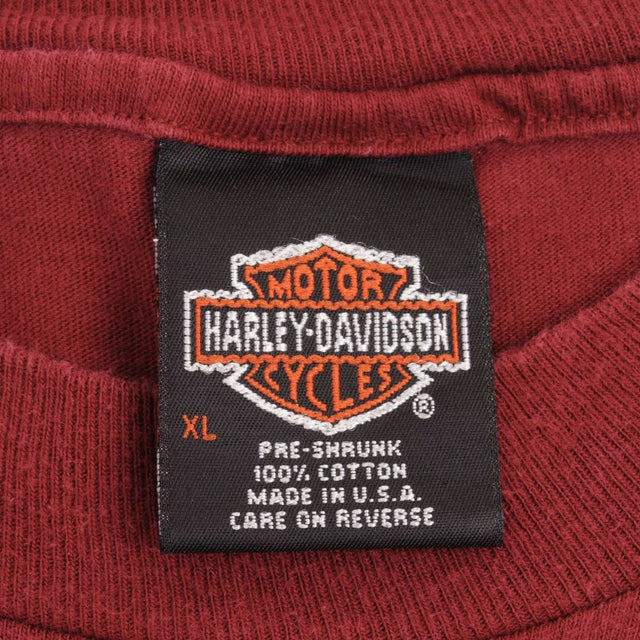 MOTOR
HARLEY-DAVIDSON
CYCLES
®
XL
PRE-SHRUNK
100% COTTON
MADE IN U.S.A.
CARE ON REVERSE